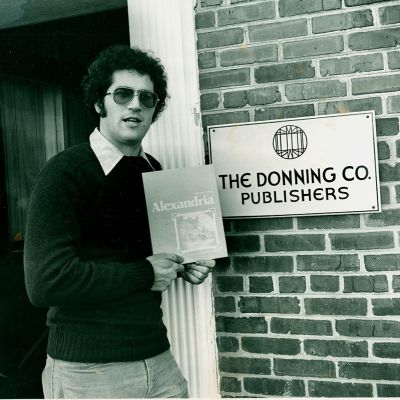 Alexandria
THE DONNING CO.
PUBLISHERS